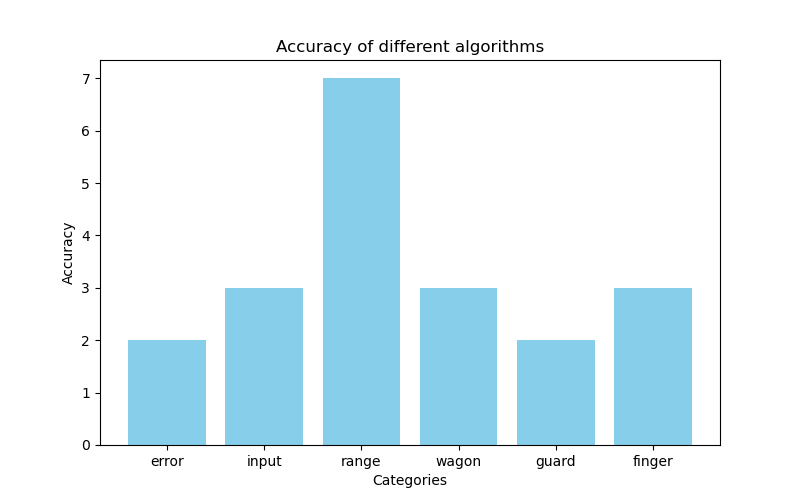 Accuracy of different algorithms
7
6
5
4
3
2
1
0
Accuracy
error input range wagon guard finger
Categories